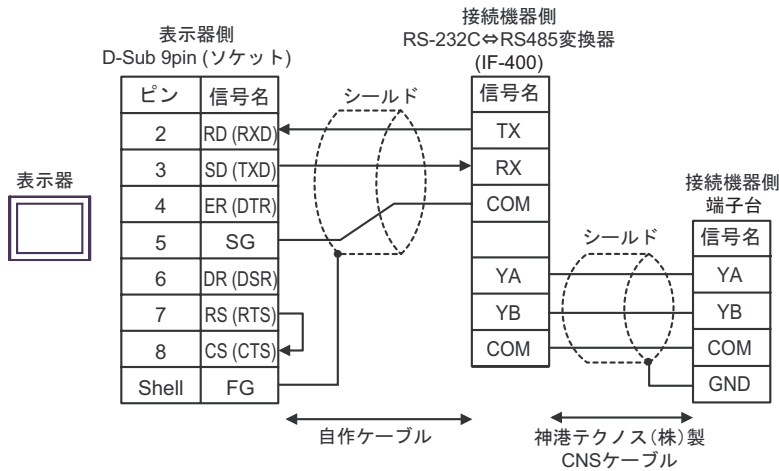 表示器側
D-Sub 9pin (ソケット)
接続機器側
RS-232C⇔RS485変換器
(IF-400)
ピン 信号名
2 RD (RXD)
3 SD (TXD)
4 ER (DTR)
5 SG
6 DR (DSR)
7 RS (RTS)
8 CS (CTS)
Shell FG
表示器
シールド
信号名
TX
RX
COM
YA
YB
COM
シールド
接続機器側
端子台
信号名
YA
YB
COM
GND
自作ケーブル
神港テクノス(株)製
CNSケーブル